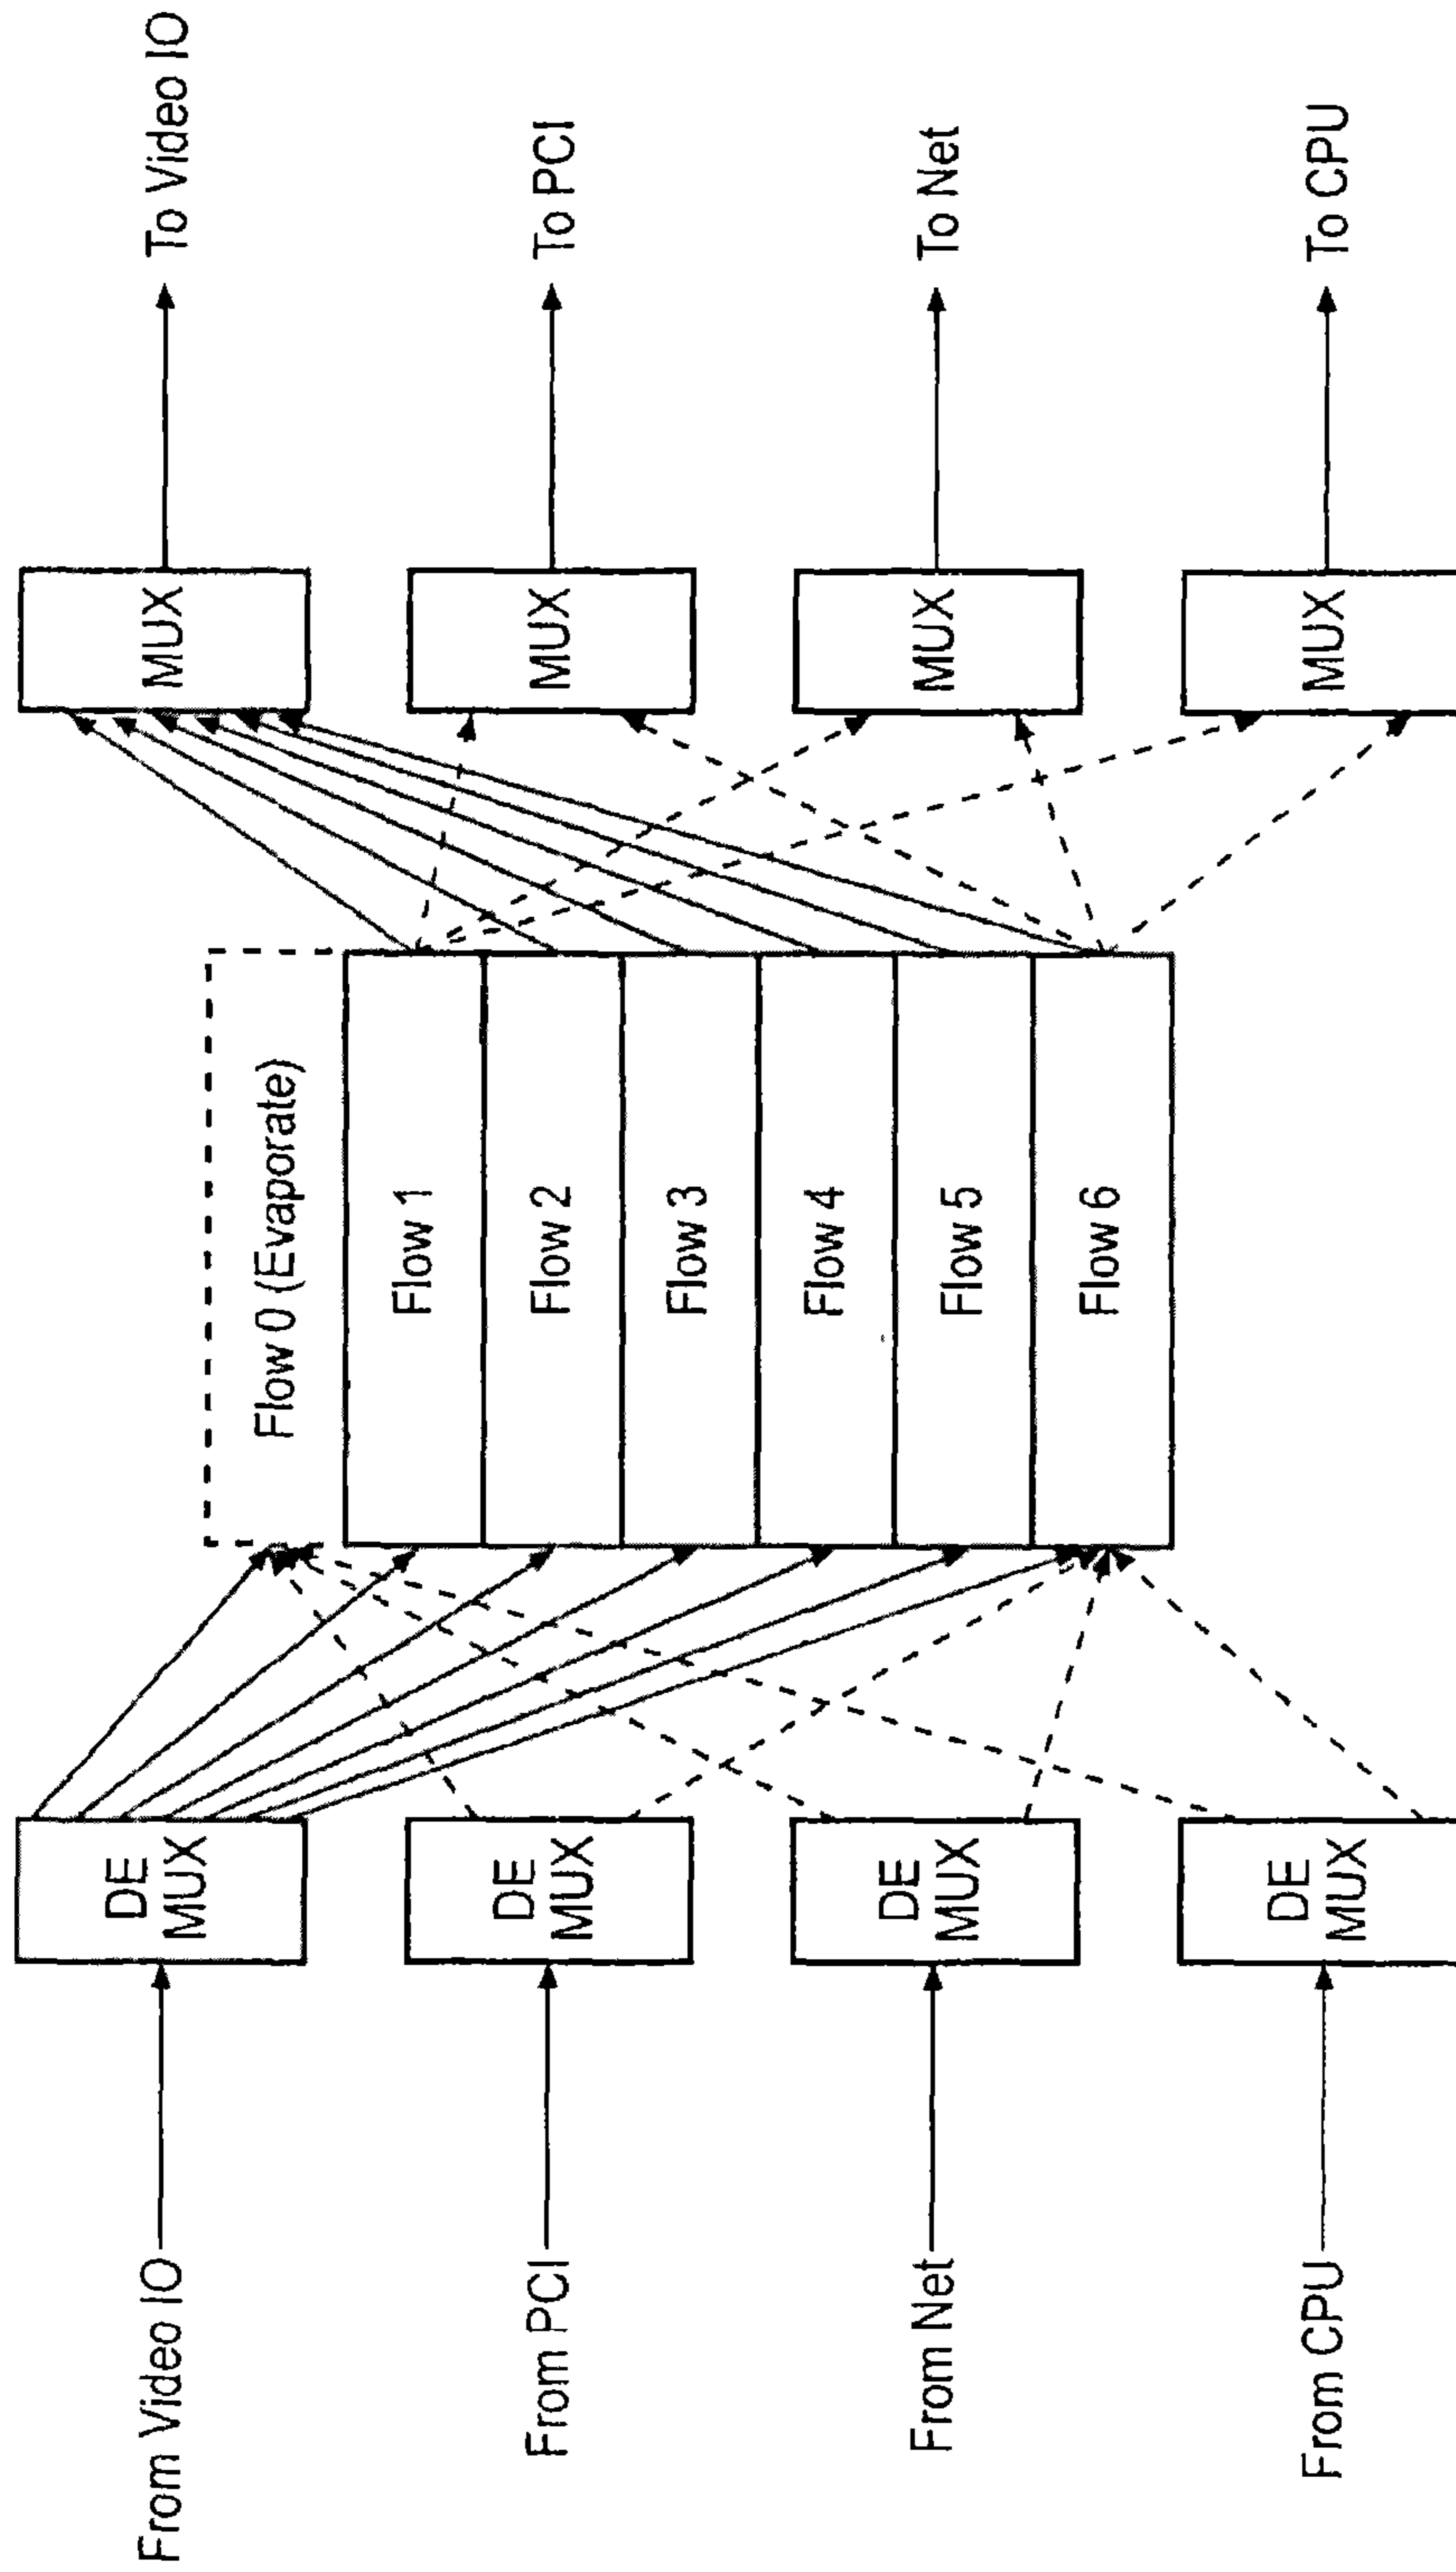 From Video IO
From PCI
From Net
From CPU
DE
MUX
DE
MUX
DE
MUX
DE
MUX
Flow 0 (Evaporate)
Flow 1
Flow 2
Flow 3
Flow 4
Flow 5
Flow 6
MUX
MUX
MUX
MUX
To Video IO
To PCI
To Net
To CPU